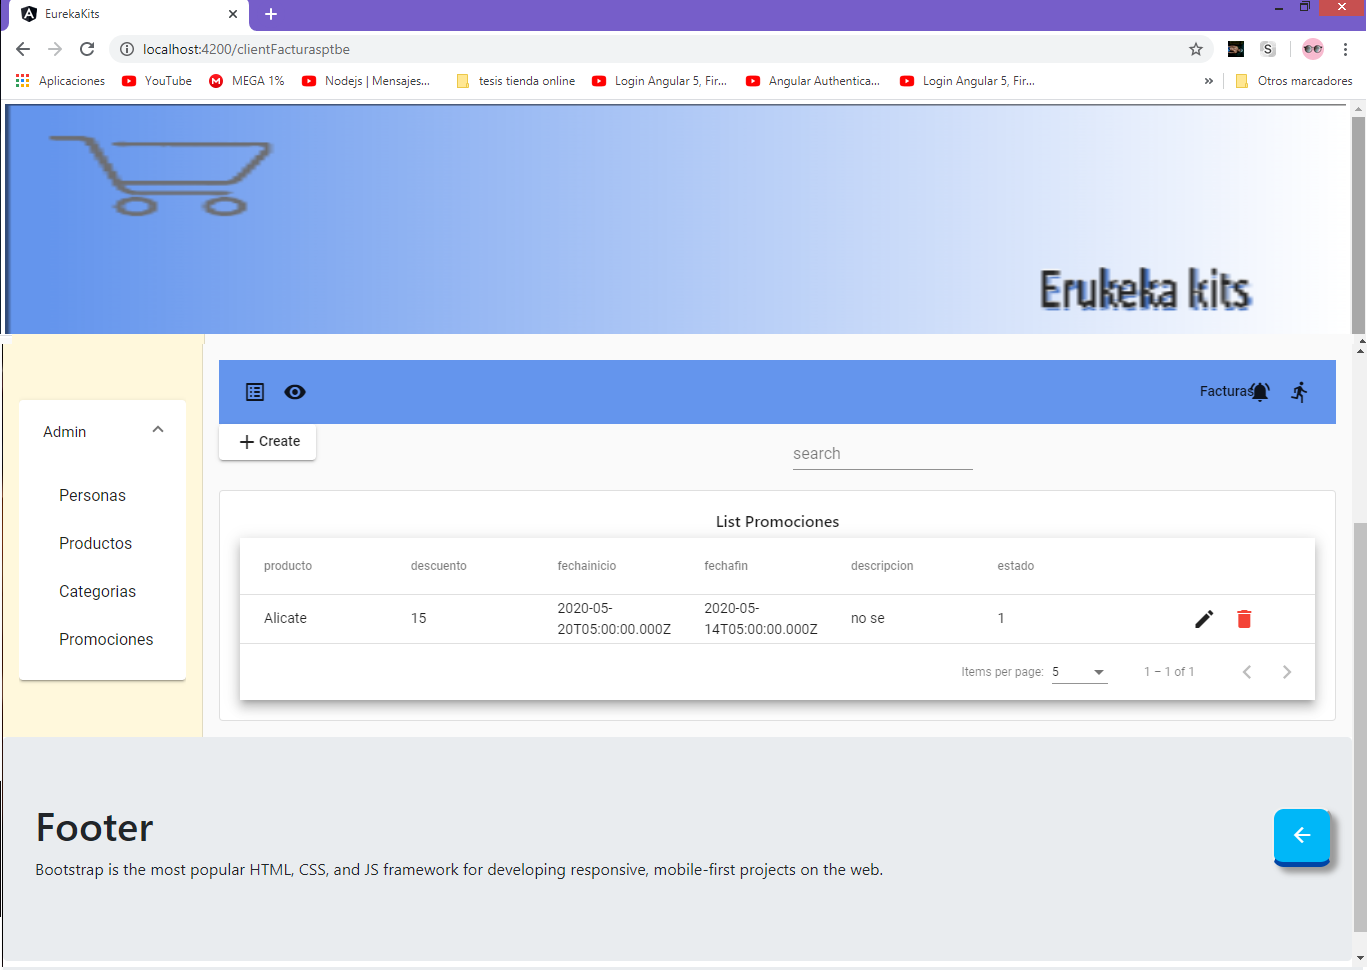 EurekaKits
localhost:4200/clientFacturasptbe
Aplicaciones YouTube MEGA 1% Nodejs | Mensajes... tesis tienda online Login Angular 5, Fir... Angular Authentica... Login Angular 5, Fir... » Otros marcadores
Erukeka kits
Facturas
Admin
Personas
Productos
Categorias
Promociones
Create
search
List Promociones
producto descuento fechainicio fechafin descripcion estado
Alicate 15 2020-05-20T05:00:00.000Z 2020-05-14T05:00:00.000Z no se 1
Items per page: 5 1 – 1 of 1
Footer
Bootstrap is the most popular HTML, CSS, and JS framework for developing responsive, mobile-first projects on the web.